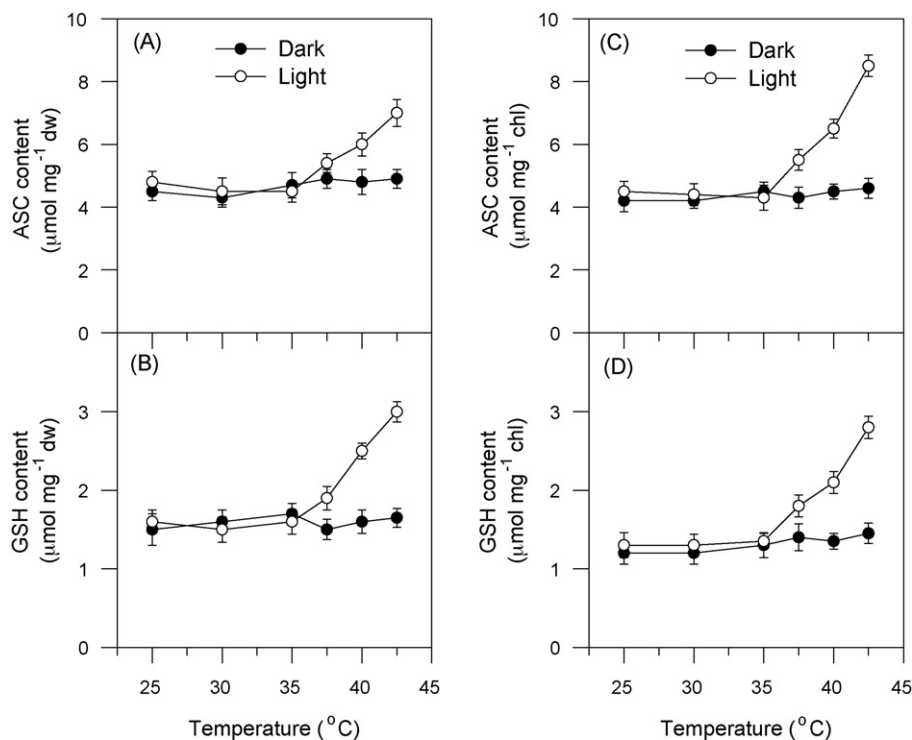 (A)
Dark
Light
ASC content
(μmol mg-1 dw)
10
8
6
4
2
0
(C)
Dark
Light
ASC content
(μmol mg-1 chl)
10
8
6
4
2
0
(B)
GSH content
(μmol mg-1 dw)
3
2
1
0
25 30 35 40 45
Temperature (°C)
(D)
GSH content
(μmol mg-1 chl)
3
2
1
0
25 30 35 40 45
Temperature (°C)